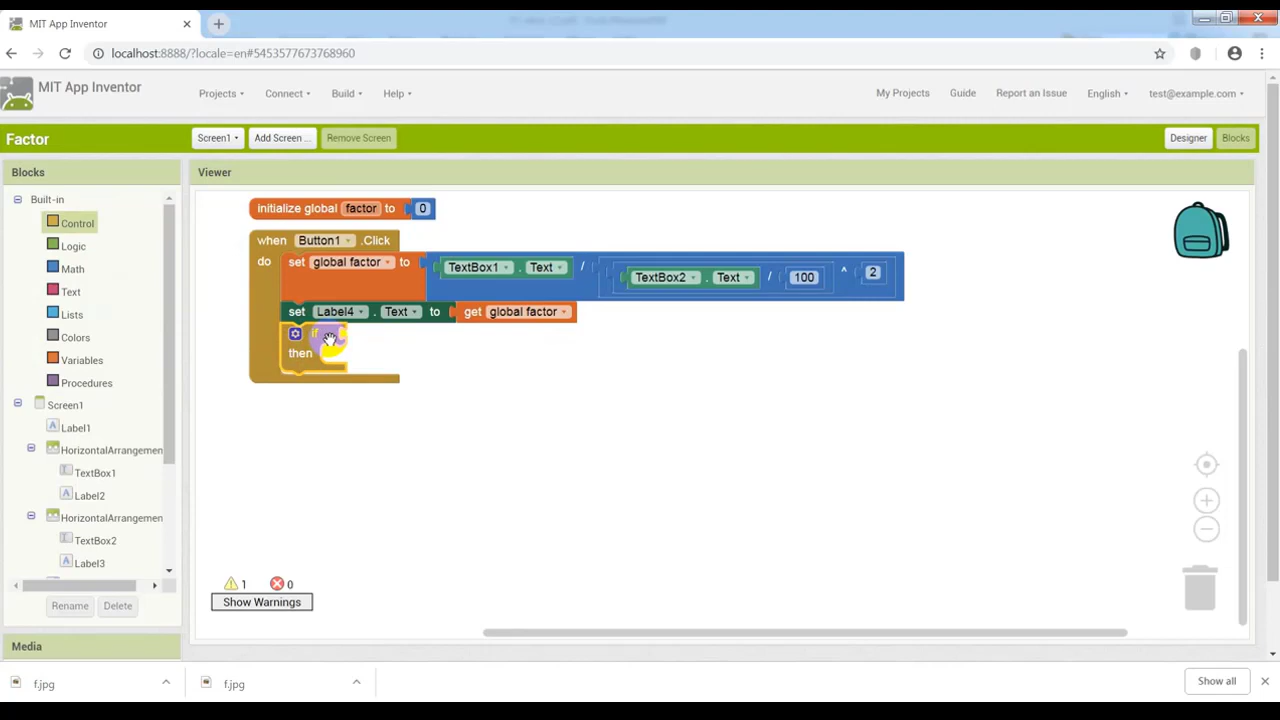 MIT App Inventor
localhost:8888/?locale=en#5453577673768960
MIT App Inventor
Projects
Connect
Build
Help
My Projects
Guide
Report an Issue
English
test@example.com
Factor
Screen1
Add Screen ...
Remove Screen
Designer
Blocks
Blocks
Viewer
Built-in
Control
Logic
Math
Text
Lists
Colors
Variables
Procedures
Screen1
Label1
HorizontalArrangemen
TextBox1
Label2
HorizontalArrangemen
TextBox2
Label3
Rename
Delete
Media
initialize global factor to 0
when Button1 .Click
do set global factor to TextBox1 . Text / TextBox2 . Text / 100 ^ 2
set Label4 . Text to get global factor
if
then
1
0
Show Warnings
f.jpg
f.jpg
Show all